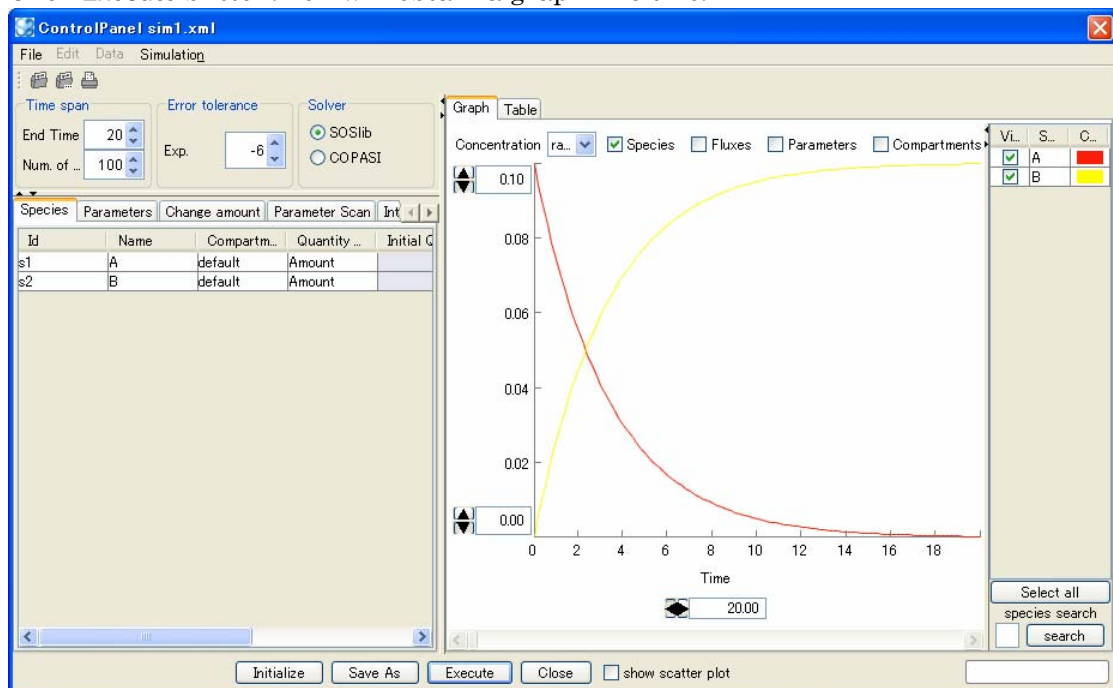 ControlPanel sim1.xml
File Edit Data Simulation
Time span
Error tolerance
Solver
End Time 20
Num. of ... 100
Exp. -6
SOSlib
COPASI
Species Parameters Change amount Parameter Scan Int
Id Name Compartm... Quantity ... Initial Q
s1 A default Amount
s2 B default Amount
Graph Table
Concentration ra... Species Fluxes Parameters Compartments
0.10
0.08
0.06
0.04
0.02
0.00
0 2 4 6 8 10 12 14 16 18
Time
20.00
Vi... S... C...
A
B
Select all
species search
search
Initialize Save As Execute Close show scatter plot